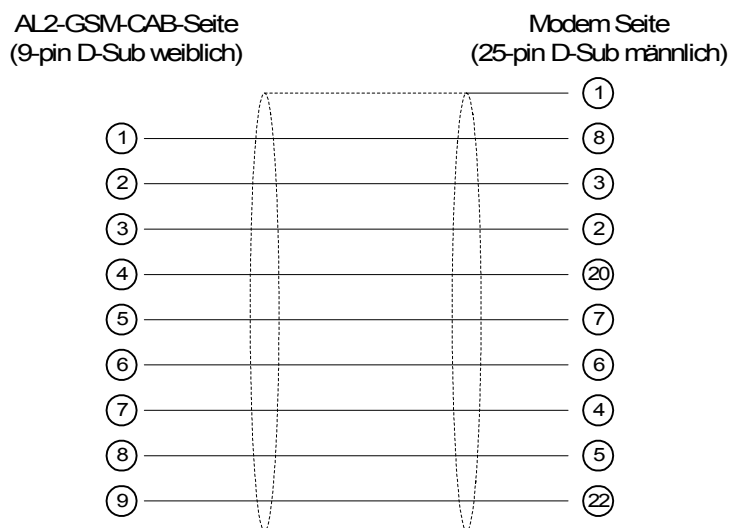 AL2-GSM-CAB-Seite
(9-pin D-Sub weiblich)
Modem Seite
(25-pin D-Sub männlich)
1
1 8
2 3
3 2
4 20
5 7
6 6
7 4
8 5
9 22